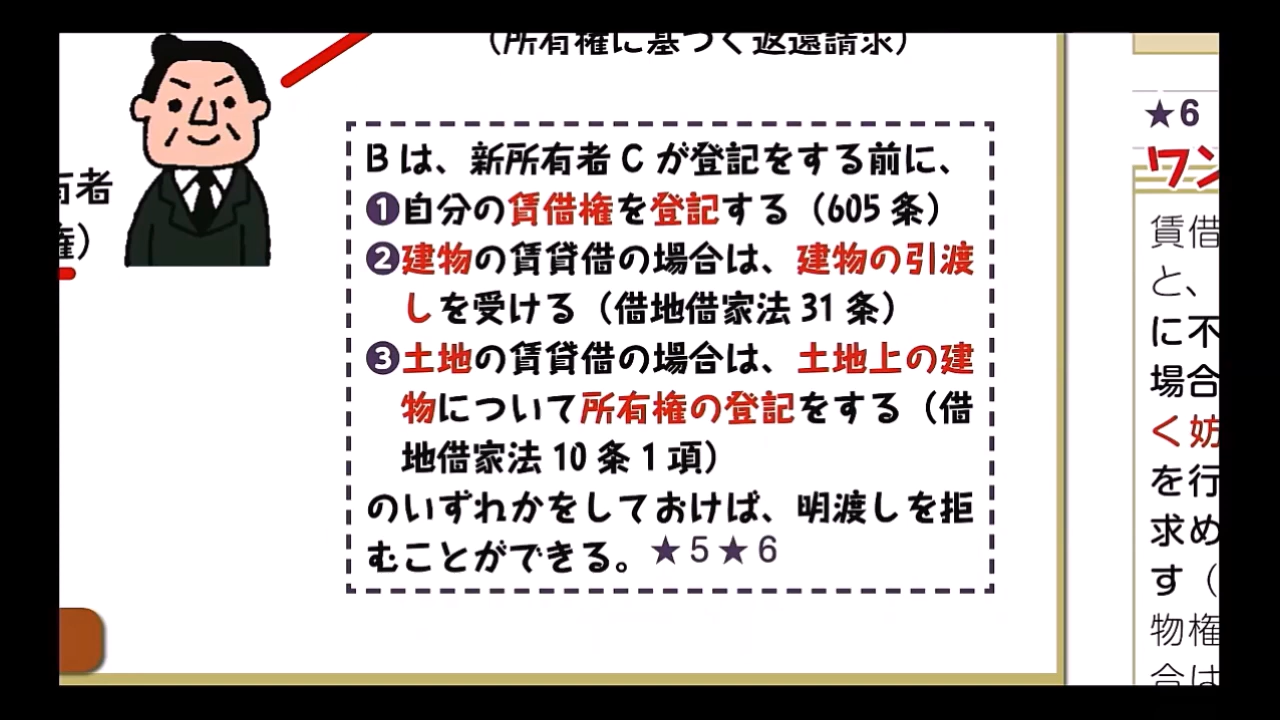 （所有権に基づく返還請求）
有者
権）
Bは、新所有者Cが登記をする前に、
❶自分の賃借権を登記する（605条）
❷建物の賃貸借の場合は、建物の引渡
しを受ける（借地借家法31条）
❸土地の賃貸借の場合は、土地上の建
物について所有権の登記をする（借
地借家法10条1項）
のいずれかをしておけば、明渡しを拒
むことができる。★5★6
★6
ワン
賃借
と、
に不
場合
く妨
を行
求め
す（
物権
合は